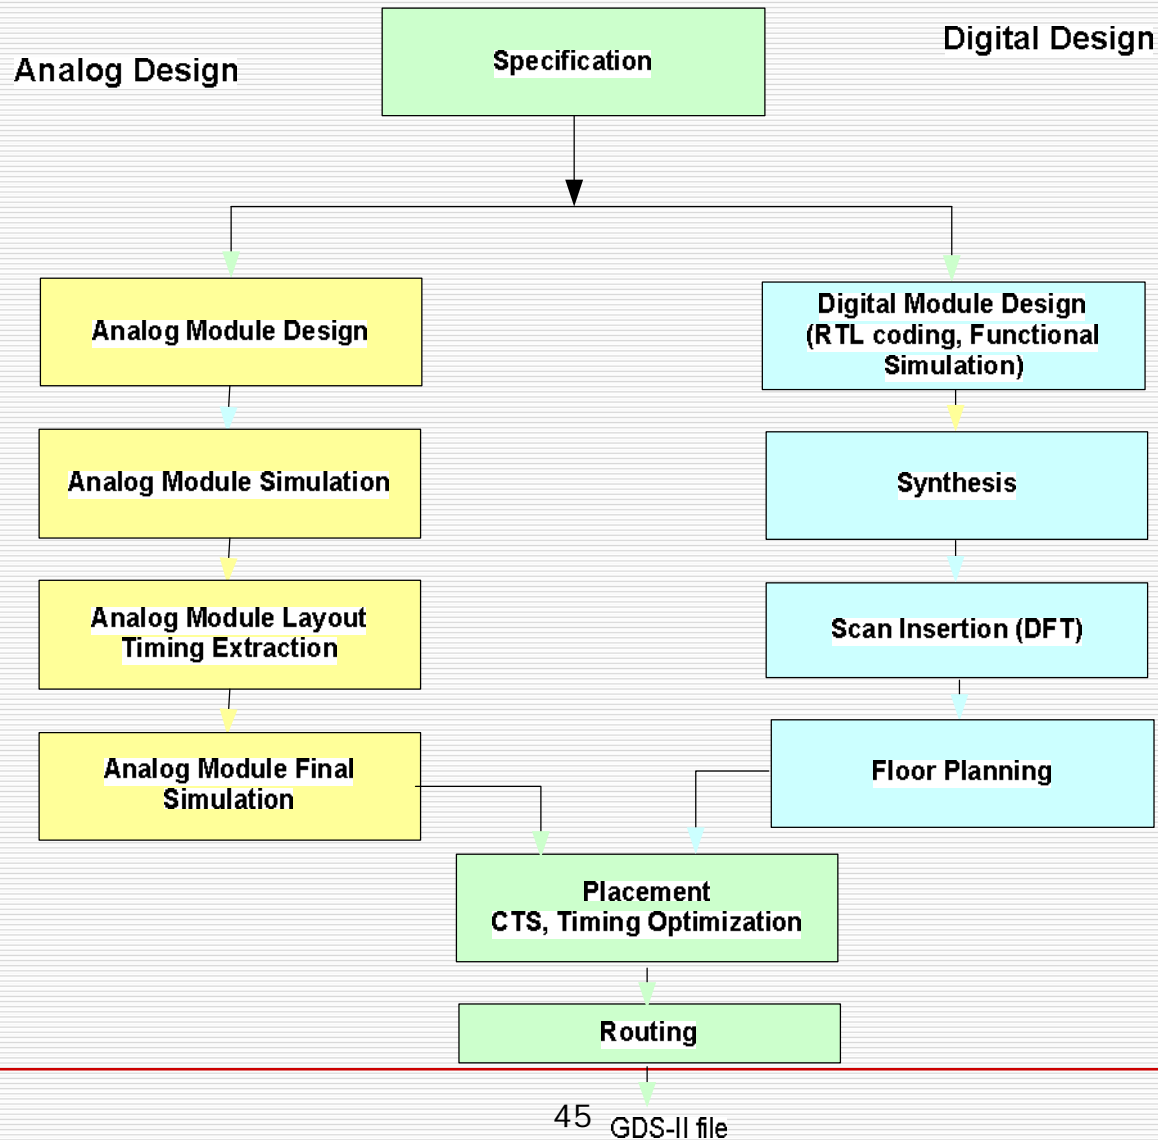 Analog Design
Specification
Digital Design
Analog Module Design
Digital Module Design
(RTL coding, Functional
Simulation)
Analog Module Simulation
Synthesis
Analog Module Layout
Timing Extraction
Scan Insertion (DFT)
Analog Module Final
Simulation
Floor Planning
Placement
CTS, Timing Optimization
Routing
45
GDS-II file